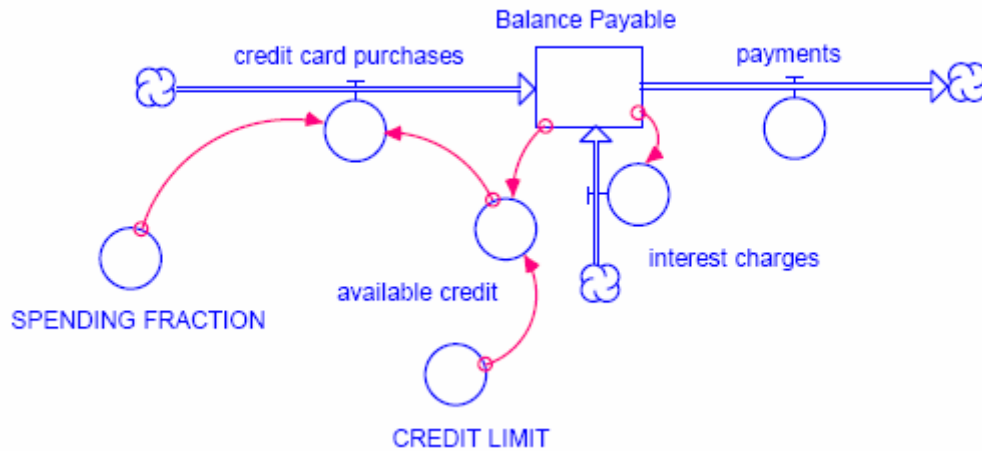 Balance Payable
credit card purchases
payments
interest charges
available credit
SPENDING FRACTION
CREDIT LIMIT